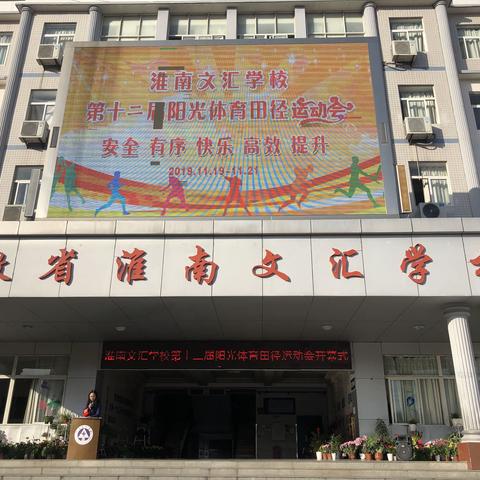 淮南文汇学校
第十二届阳光体育田径运动会
安全 有序 快乐 高效 提升
2019.11.19-11.21
徽省淮南文汇学校
淮南文汇学校第十二届阳光体育田径运动会开幕式